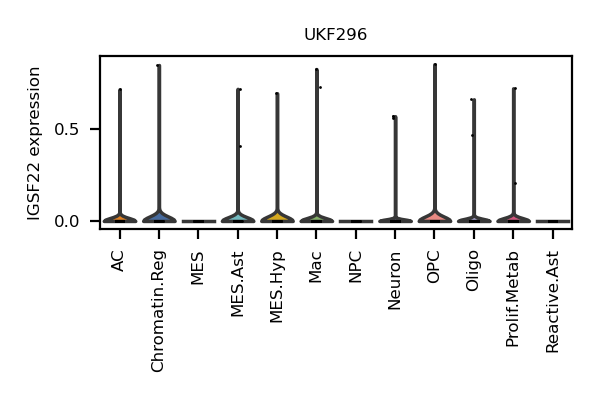 UKF296
IGSF22 expression
0.5
0.0
AC
Chromatin.Reg
MES
MES.Ast
MES.Hyp
Mac
NPC
Neuron
OPC
Oligo
Prolif.Metab
Reactive.Ast